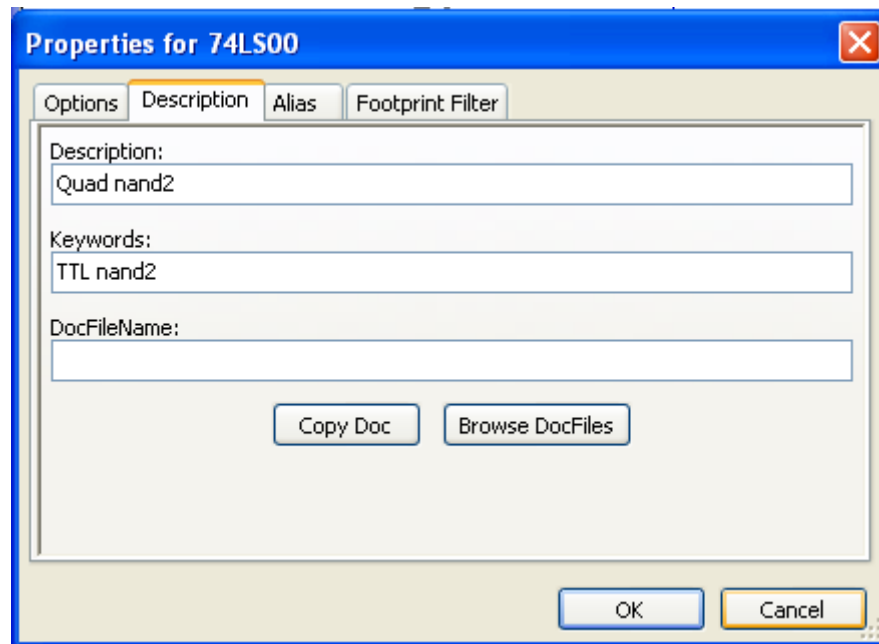 Properties for 74LS00
Options Description Alias Footprint Filter
Description:
Quad nand2
Keywords:
TTL nand2
DocFileName:
Copy Doc Browse DocFiles
OK Cancel